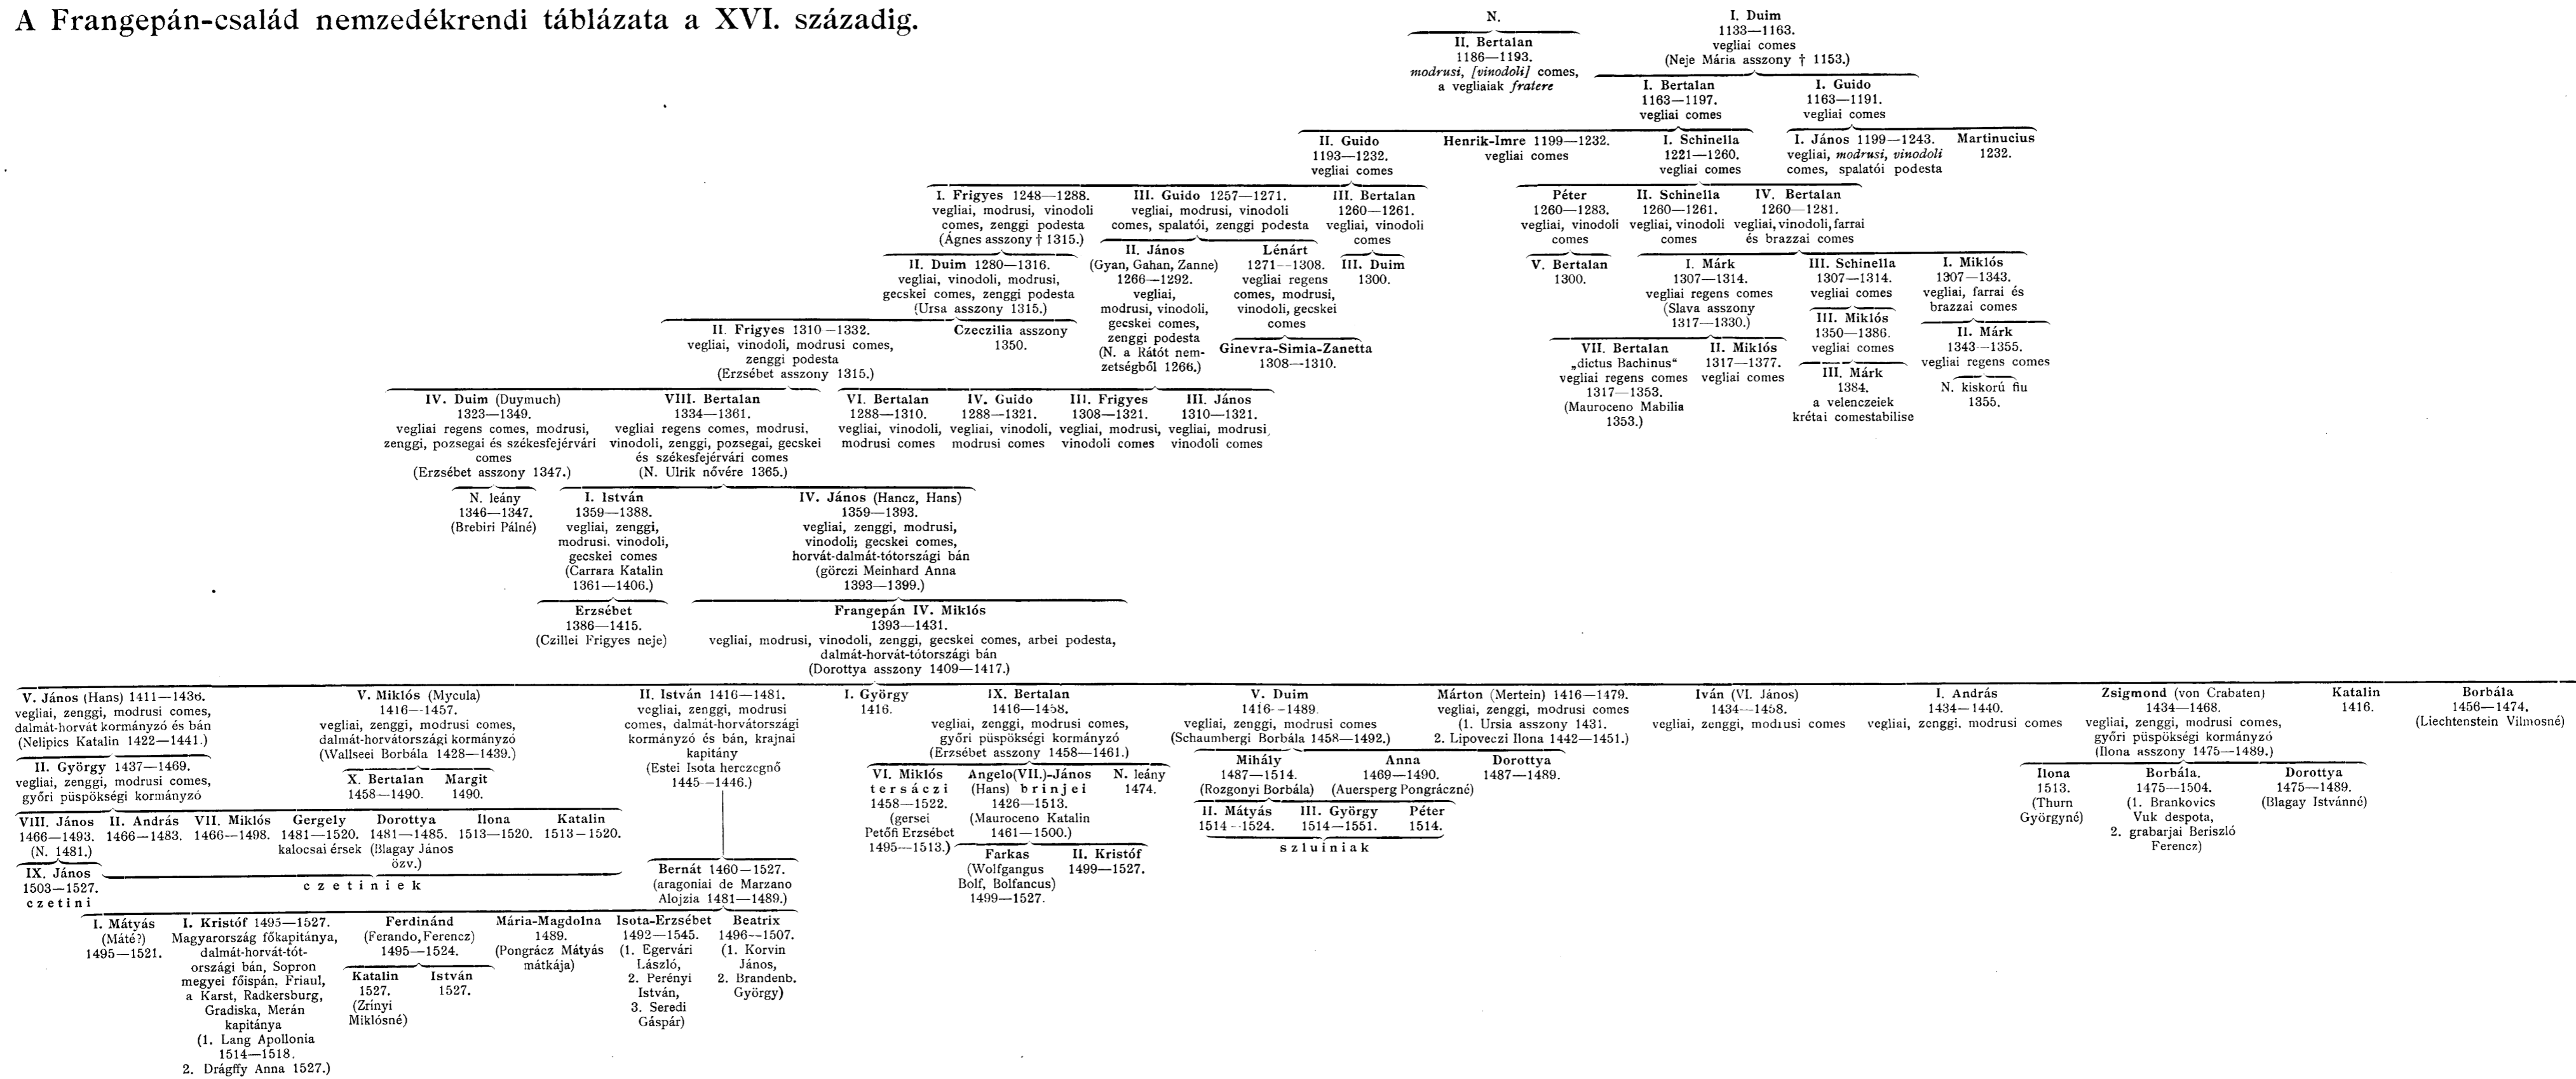 A Frangepán-család nemzedékrendi táblázata a XVI. századig.
N.
II. Bertalan
1186—1193.
modrusi, [vinodoli] comes,
a vegliaiak fratere
I. Duim
1133—1163.
vegliai comes
(Neje Mária asszony † 1153.)
I. Bertalan
1163—1197.
vegliai comes
I. Guido
1163—1191.
vegliai comes
II. Guido
1193—1232.
vegliai comes
Henrik-Imre 1199—1232.
vegliai comes
I. Schinella
1221—1260.
vegliai comes
I. János 1199—1243.
vegliai, modrusi, vinodoli
comes, spalatói podesta
Martinucius
1232.
I. Frigyes 1248—1288.
vegliai, modrusi, vinodoli
comes, zenggi podesta
(Ágnes asszony † 1315.)
III. Guido 1257—1271.
vegliai, modrusi, vinodoli
comes, spalatói, zenggi podesta
III. Bertalan
1260—1261.
vegliai, vinodoli
comes
Péter
1260—1283.
vegliai, vinodoli
comes
II. Schinella
1260—1261.
vegliai, vinodoli
comes
IV. Bertalan
1260—1281.
vegliai, vinodoli, farrai
és brazzai comes
II. Duim 1280—1316.
vegliai, vinodoli, modrusi,
gecskei comes, zenggi podesta
(Ursa asszony 1315.)
II. János
(Gyan, Gahan, Zanne)
1266—1292.
vegliai,
modrusi, vinodoli,
gecskei comes,
zenggi podesta
(N. a Rátót nem-
zetségből 1266.)
Lénárt
1271--1308.
vegliai regens
comes, modrusi,
vinodoli, gecskei
comes
III. Duim
1300.
V. Bertalan
1300.
I. Márk
1307—1314.
vegliai regens comes
(Slava asszony
1317—1330.)
III. Schinella
1307—1314.
vegliai comes
I. Miklós
1307—1343.
vegliai, farrai és
brazzai comes
II. Frigyes 1310—1332.
vegliai, vinodoli, modrusi comes,
zenggi podesta
(Erzsébet asszony 1315.)
Czeczilia asszony
1350.
Ginevra-Simia-Zanetta
1308—1310.
VII. Bertalan
„dictus Bachinus“
vegliai regens comes
1317—1353.
(Mauroceno Mabilia
1353.)
II. Miklós
1317—1377.
vegliai comes
III. Miklós
1350—1386.
vegliai comes
III. Márk
1384.
a velenczeiek
krétai comestabilise
II. Márk
1343—1355.
vegliai regens comes
N. kiskorú fiu
1355.
IV. Duim (Duymuch)
1323—1349.
vegliai regens comes, modrusi,
zenggi, pozsegai és székesfejérvári
comes
(Erzsébet asszony 1347.)
VIII. Bertalan
1334—1361.
vegliai regens comes, modrusi,
vinodoli, zenggi, pozsegai, gecskei
és székesfejérvári comes
(N. Ulrik nővére 1365.)
VI. Bertalan
1288—1310.
vegliai, vinodoli,
modrusi comes
IV. Guido
1288—1321.
vegliai, vinodoli,
modrusi comes
III. Frigyes
1308—1321.
vegliai, modrusi,
vinodoli comes
III. János
1310—1321.
vegliai, modrusi,
vinodoli comes
N. leány
1346—1347.
(Brebiri Pálné)
I. István
1359—1388.
vegliai, zenggi,
modrusi, vinodoli,
gecskei comes
(Carrara Katalin
1361—1406.)
IV. János (Hancz, Hans)
1359—1393.
vegliai, zenggi, modrusi,
vinodoli; gecskei comes,
horvát-dalmát-tótországi bán
(görczi Meinhard Anna
1393—1399.)
Erzsébet
1386—1415.
(Czillei Frigyes neje)
Frangepán IV. Miklós
1393—1431.
vegliai, modrusi, vinodoli, zenggi, gecskei comes, arbei podesta,
dalmát-horvát-tótországi bán
(Dorottya asszony 1409—1417.)
V. János (Hans) 1411—1436.
vegliai, zenggi, modrusi comes,
dalmát-horvát kormányzó és bán
(Nelipics Katalin 1422—1441.)
V. Miklós (Mycula)
1416--1457.
vegliai, zenggi, modrusi comes,
dalmát-horvátországi kormányzó
(Wallseei Borbála 1428—1439.)
II. István 1416—1481.
vegliai, zenggi, modrusi
comes, dalmát-horvátországi
kormányzó és bán, krajnai
kapitány
(Estei Isota herczegnő
1445--1446.)
I. György
1416.
IX. Bertalan
1416—1458.
vegliai, zenggi, modrusi comes,
győri püspökségi kormányzó
(Erzsébet asszony 1458—1461.)
V. Duim
1416--1489.
vegliai, zenggi, modrusi comes
(Schaumbergi Borbála 1458—1492.)
Márton (Mertein) 1416—1479.
vegliai, zenggi, modrusi comes
(1. Ursia asszony 1431.
2. Lipoveczi Ilona 1442—1451.)
Iván (VI. János)
1434—1458.
vegliai, zenggi, modrusi comes
I. András
1434—1440.
vegliai, zenggi. modrusi comes
Zsigmond (von Crabaten)
1434—1468.
vegliai, zenggi, modrusi comes,
győri püspökségi kormányzó
(Ilona asszony 1475—1489.)
Katalin
1416.
Borbála
1456—1474.
(Liechtenstein Vilmosné)
II. György 1437—1469.
vegliai, zenggi, modrusi comes,
győri püspökségi kormányzó
X. Bertalan
1458—1490.
Margit
1490.
VI. Miklós
tersáczi
1458—1522.
(gersei
Petőfi Erzsébet
1495—1513.)
Angelo(VII.)-János
(Hans) brinjei
1426—1513.
(Mauroceno Katalin
1461—1500.)
N. leány
1474.
Mihály
1487—1514.
(Rozgonyi Borbála)
Anna
1469—1490.
(Auersperg Pongráczné)
Dorottya
1487—1489.
Ilona
1513.
(Thurn
Györgyné)
Borbála.
1475—1504.
(1. Brankovics
Vuk despota,
2. grabarjai Beriszló
Ferencz)
Dorottya
1475—1489.
(Blagay Istvánné)
VIII. János
1466—1493.
(N. 1481.)
II. András
1466—1483.
VII. Miklós
1466—1498.
Gergely
1481—1520.
kalocsai érsek
Dorottya
1481—1485.
(Blagay János
özv.)
Ilona
1513—1520.
Katalin
1513—1520.
II. Mátyás
1514--1524.
III. György
1514—1551.
Péter
1514.
szluiniak
Farkas
(Wolfgangus
Bolf, Bolfancus)
1499—1527.
II. Kristóf
1499—1527.
IX. János
1503—1527.
czetini
czetiniek
Bernát 1460—1527.
(aragoniai de Marzano
Alojzia 1481—1489.)
I. Mátyás
(Máté?)
1495—1521.
I. Kristóf 1495—1527.
Magyarország főkapitánya,
dalmát-horvát-tót-
országi bán, Sopron
megyei főispán, Friaul,
a Karst, Radkersburg,
Gradiska, Merán
kapitánya
(1. Lang Apollonia
1514—1518.
2. Drágffy Anna 1527.)
Ferdinánd
(Ferando, Ferencz)
1495—1524.
Mária-Magdolna
1489.
(Pongrácz Mátyás
mátkája)
Isota-Erzsébet
1492—1545.
(1. Egervári
László,
2. Perényi
István,
3. Seredi
Gáspár)
Beatrix
1496--1507.
(1. Korvin
János,
2. Brandenb.
György)
Katalin
1527.
(Zrínyi
Miklósné)
István
1527.